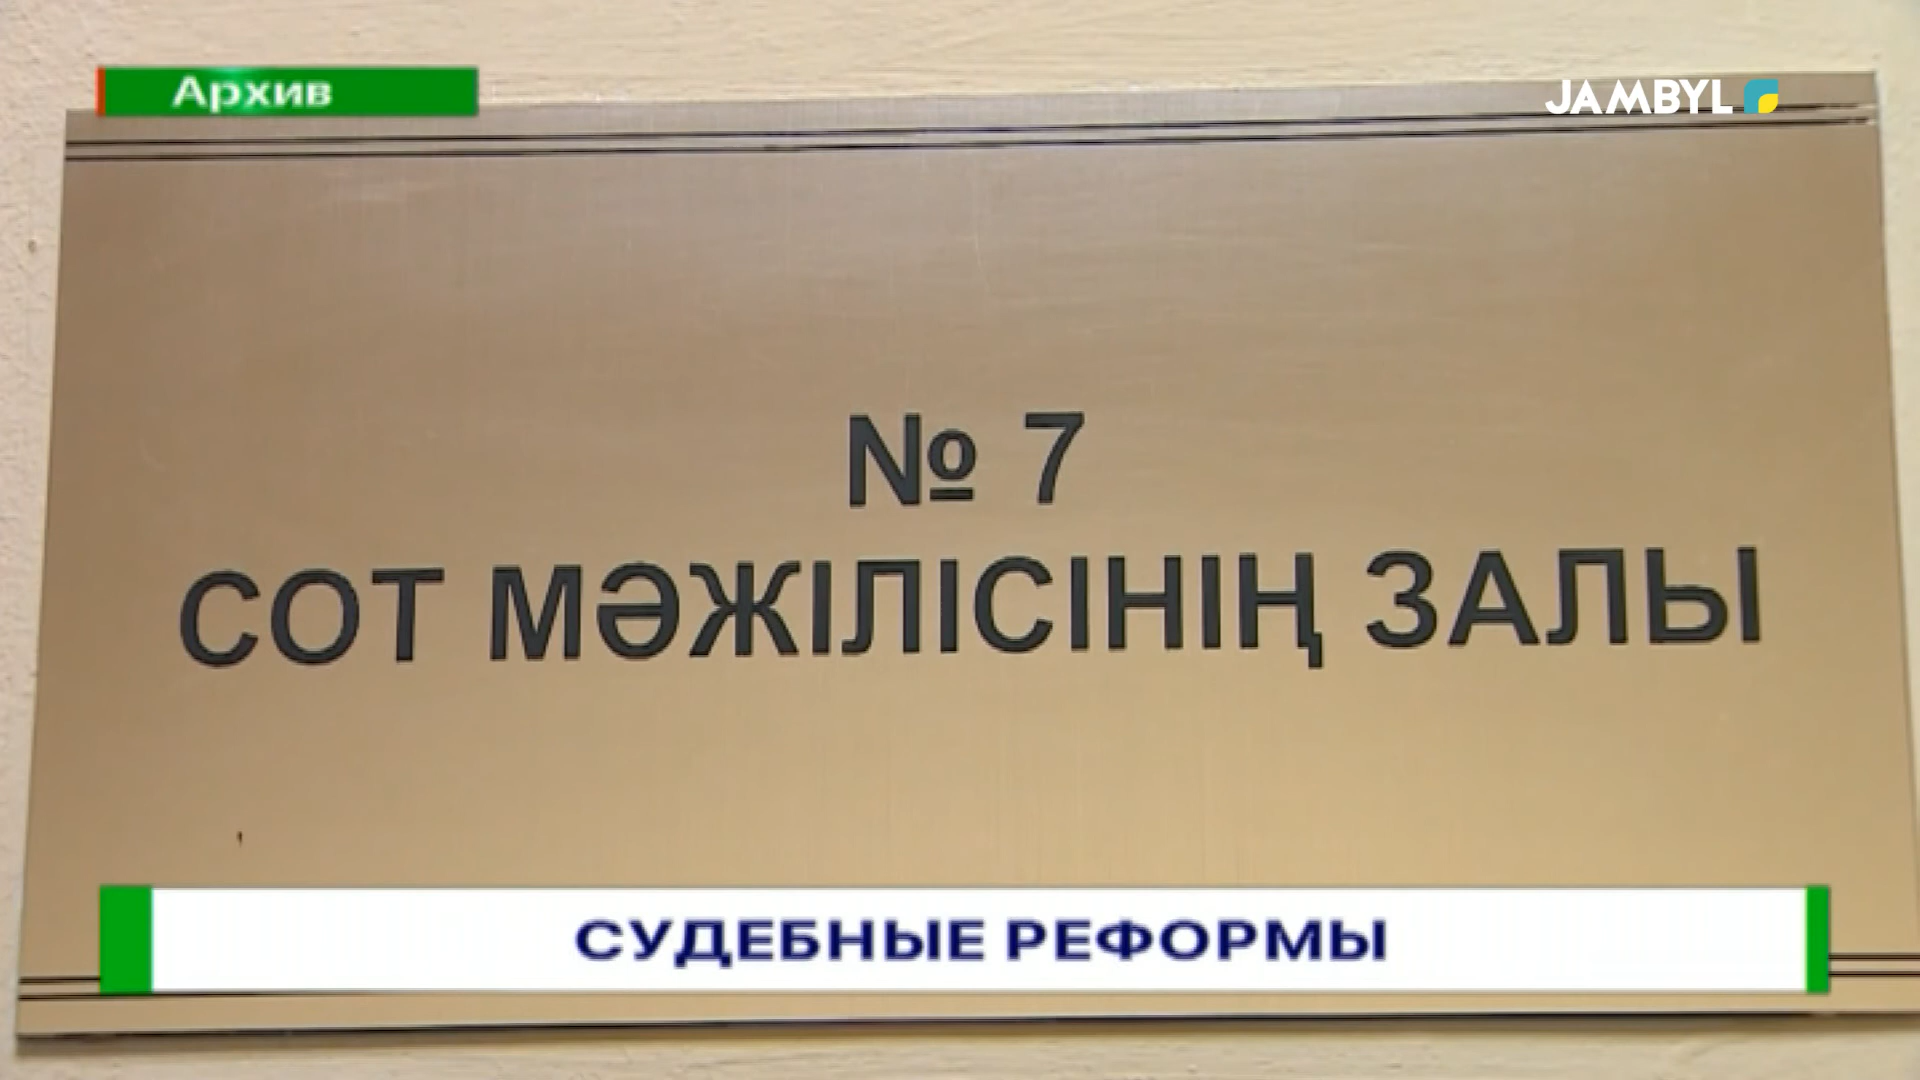 Архив
JAMBYL
№ 7
СОТ МӘЖІЛІСІНІҢ ЗАЛЫ
СУДЕБНЫЕ РЕФОРМЫ